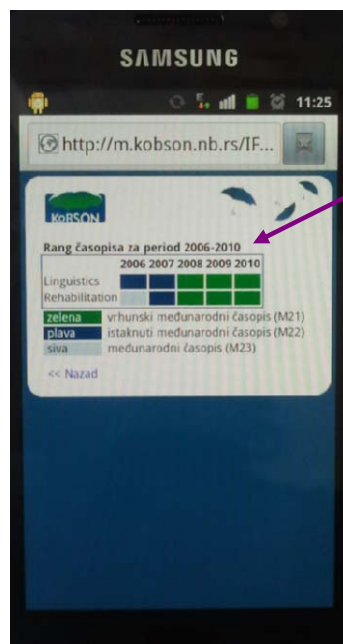 SAMSUNG
11:25
http://m.kobson.nb.rs/IF...
KoBSON
Rang časopisa za period 2006-2010
2006 2007 2008 2009 2010
Linguistics
Rehabilitation
zelena vrhunski međunarodni časopis (M21)
plava istaknuti međunarodni časopis (M22)
siva međunarodni časopis (M23)
<< Nazad